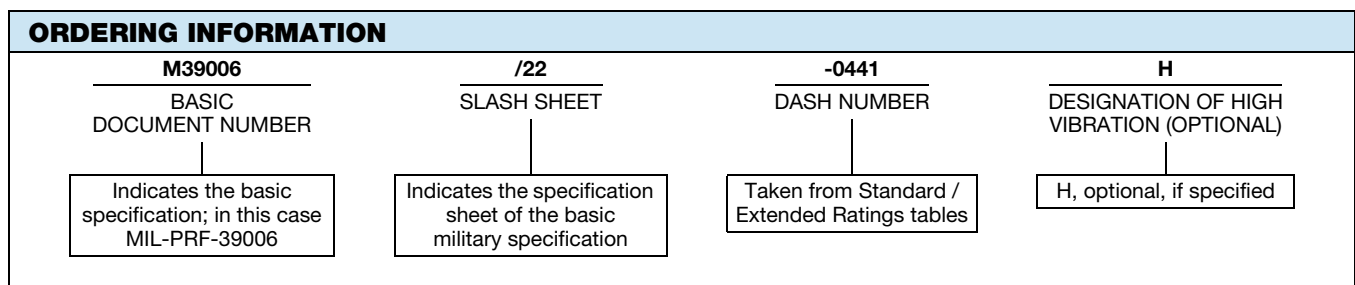 ORDERING INFORMATION
M39006 /22 -0441 H
BASIC
DOCUMENT NUMBER
SLASH SHEET
DASH NUMBER
DESIGNATION OF HIGH
VIBRATION (OPTIONAL)
Indicates the basic
specification; in this case
MIL-PRF-39006
Indicates the specification
sheet of the basic
military specification
Taken from Standard /
Extended Ratings tables
H, optional, if specified